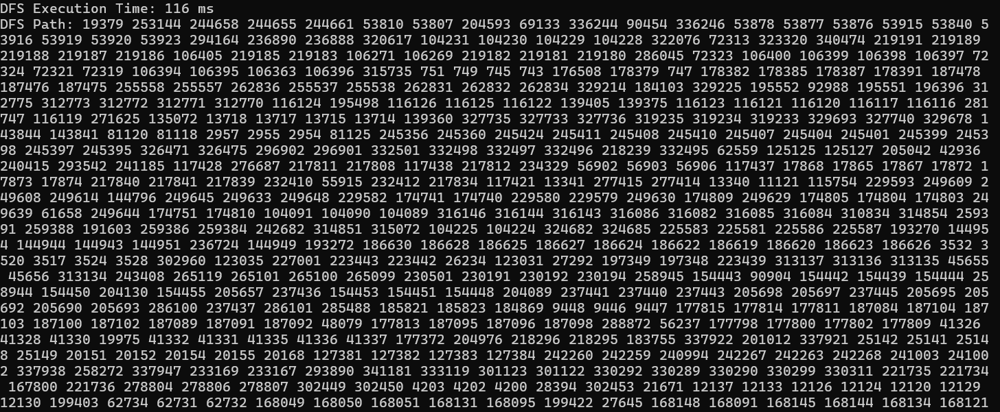 DFS Execution Time: 116 ms
DFS Path: 19379 253144 244658 244655 244661 53810 53807 204593 69133 336244 90454 336246 53878 53877 53876 53915 53840 5
3916 53919 53920 53923 294164 236890 236888 320617 104231 104230 104229 104228 322076 72313 323320 340474 219191 219189
219188 219187 219186 106405 219185 219183 106271 106269 219182 219181 219180 286045 72323 106400 106399 106398 106397 72
324 72321 72319 106394 106395 106363 106396 315735 751 749 745 743 176508 178379 747 178382 178385 178387 178391 187478
187476 187475 255558 255557 262836 255537 255538 262831 262832 262834 329214 184103 329225 195552 92988 195551 196396 31
2775 312773 312772 312771 312770 116124 195498 116126 116125 116122 139405 139375 116123 116121 116120 116117 116116 281
747 116119 271625 135072 13718 13717 13715 13714 139360 327735 327733 327736 319235 319234 319233 329693 327740 329678 1
43844 143841 81120 81118 2957 2955 2954 81125 245356 245360 245424 245411 245408 245410 245407 245404 245401 245399 2453
98 245397 245395 326471 326475 296902 296901 332501 332498 332497 332496 218239 332495 62559 125125 125127 205042 42936
240415 293542 241185 117428 276687 217811 217808 117438 217812 234329 56902 56903 56906 117437 17868 17865 17867 17872 1
7873 17874 217840 217841 217839 232410 55915 232412 217834 117421 13341 277415 277414 13340 11121 115754 229593 249609 2
49608 249614 144796 249645 249633 249648 229582 174741 174740 229580 229579 249630 174809 249629 174805 174804 174803 24
9639 61658 249644 174751 174810 104091 104090 104089 316146 316144 316143 316086 316082 316085 316084 310834 314854 2593
91 259388 191603 259386 259384 242682 314851 315072 104225 104224 324682 324685 225583 225581 225586 225587 193270 14495
4 144944 144943 144951 236724 144949 193272 186630 186628 186625 186627 186624 186622 186619 186620 186623 186626 3532 3
520 3517 3524 3528 302960 123035 227001 223443 223442 26234 123031 27292 197349 197348 223439 313137 313136 313135 45655
45656 313134 243408 265119 265101 265100 265099 230501 230191 230192 230194 258945 154443 90904 154442 154439 154444 25
8944 154450 204130 154455 205657 237436 154453 154451 154448 204089 237441 237440 237443 205698 205697 237445 205695 205
692 205690 205693 286100 237437 286101 285488 185821 185823 184869 9448 9446 9447 177815 177814 177811 187084 187104 187
103 187100 187102 187089 187091 187092 48079 177813 187095 187096 187098 288872 56237 177798 177800 177802 177809 41326
41328 41330 19975 41332 41331 41335 41336 41337 177372 204976 218296 218295 183755 337922 201012 337921 25142 25141 2514
8 25149 20151 20152 20154 20155 20168 127381 127382 127383 127384 242260 242259 240994 242267 242263 242268 241003 24100
2 337938 258272 337947 233169 233167 293890 341181 333119 301123 301122 330292 330289 330290 330299 330311 221735 221734
167800 221736 278804 278806 278807 302449 302450 4203 4202 4200 28394 302453 21671 12137 12133 12126 12124 12120 12129
12130 199403 62734 62731 62732 168049 168050 168051 168131 168095 199422 27645 168148 168091 168145 168144 168134 168121